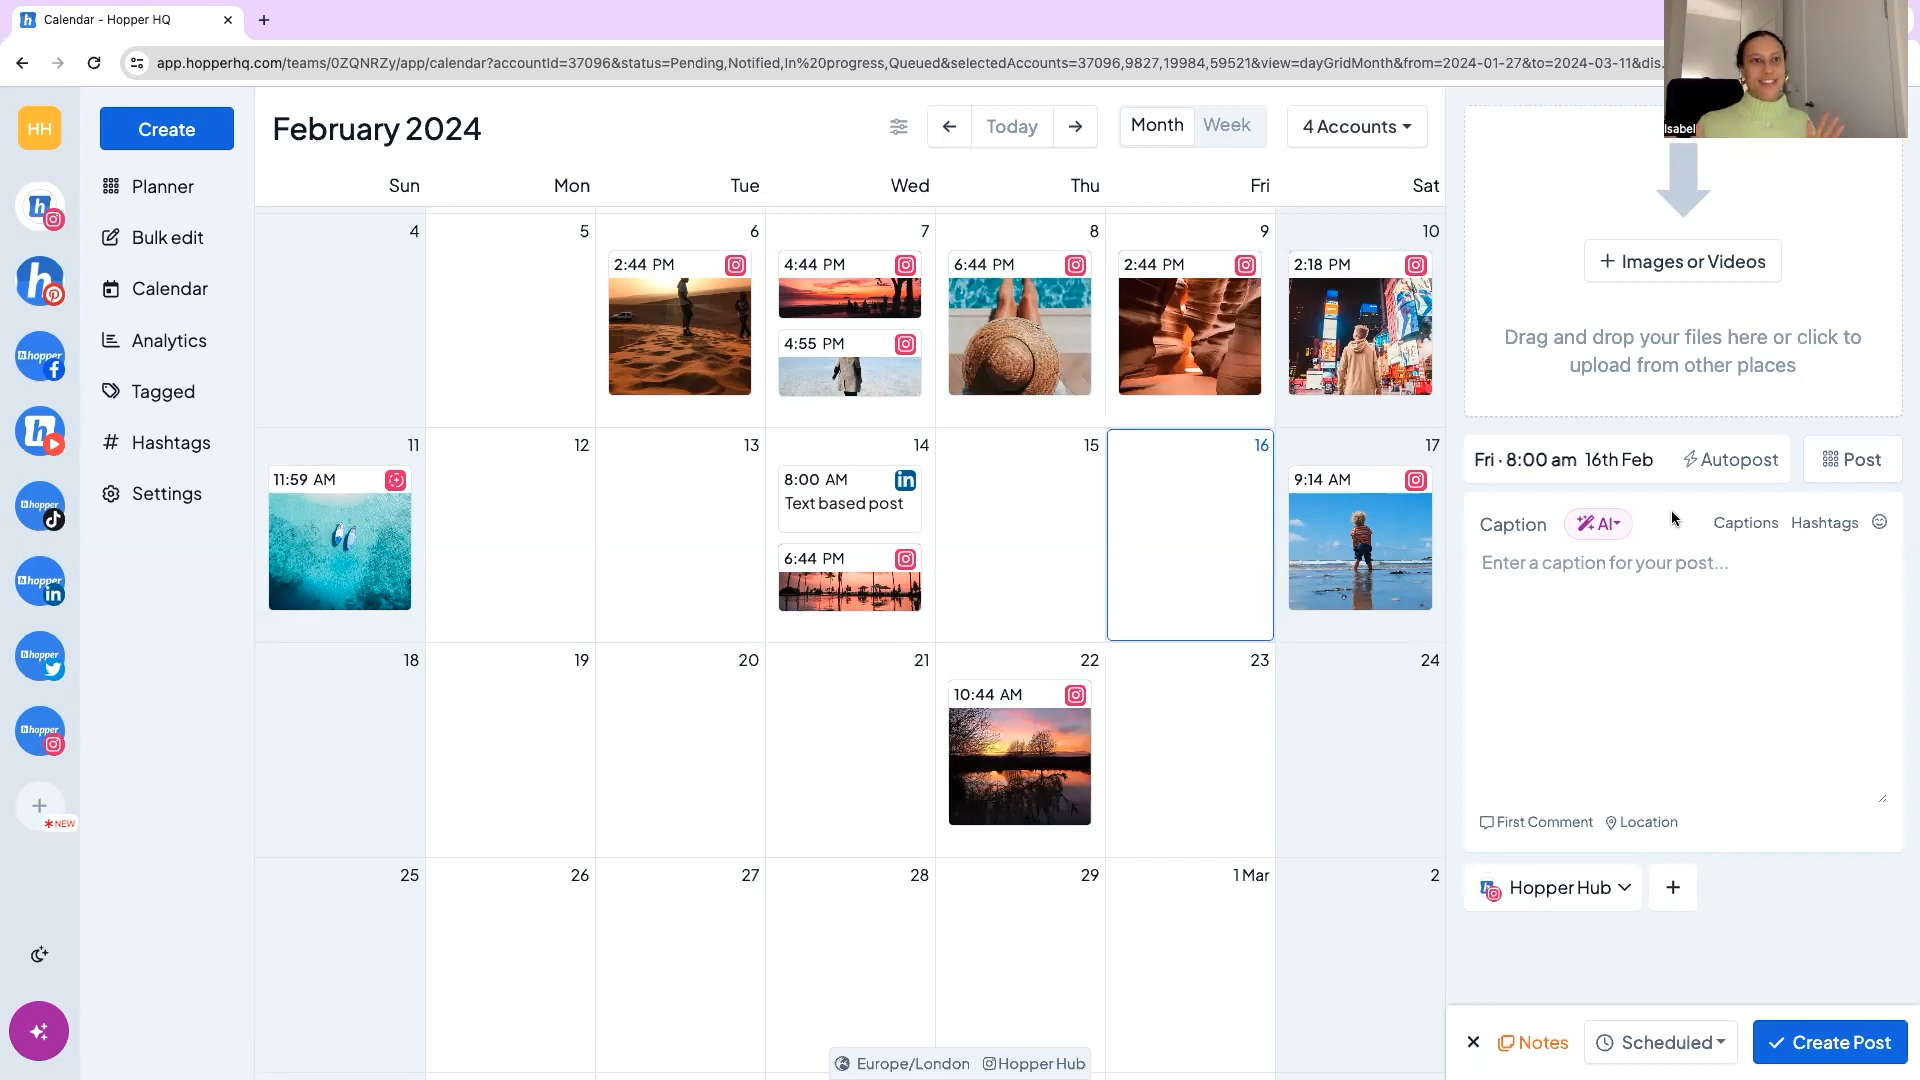 Calendar - Hopper HQ
app.hopperhq.com/teams/0ZQNRZy/app/calendar?accountId=37096&status=Pending,Notified,In%20progress,Queued&selectedAccounts=37096,9827,19984,59521&view=dayGridMonth&from=2024-01-27&to=2024-03-11&dis.
Isabel
HH
Create
Planner
Bulk edit
Calendar
Analytics
Tagged
Hashtags
Settings
h
h
hopper
h
hopper
hopper
hopper
hopper
NEW
February 2024
Today
Month
Week
4 Accounts
Sun Mon Tue Wed Thu Fri Sat
4 5 6 7 8 9 10
2:44 PM
4:44 PM
4:55 PM
6:44 PM
2:44 PM
2:18 PM
11 12 13 14 15 16 17
11:59 AM
8:00 AM
Text based post
6:44 PM
9:14 AM
18 19 20 21 22 23 24
10:44 AM
25 26 27 28 29 1 Mar 2
Europe/London Hopper Hub
+ Images or Videos
Drag and drop your files here or click to
upload from other places
Fri · 8:00 am 16th Feb
Autopost
Post
Caption
AI
Captions
Hashtags
Enter a caption for your post...
First Comment
Location
Hopper Hub
Notes
Scheduled
Create Post